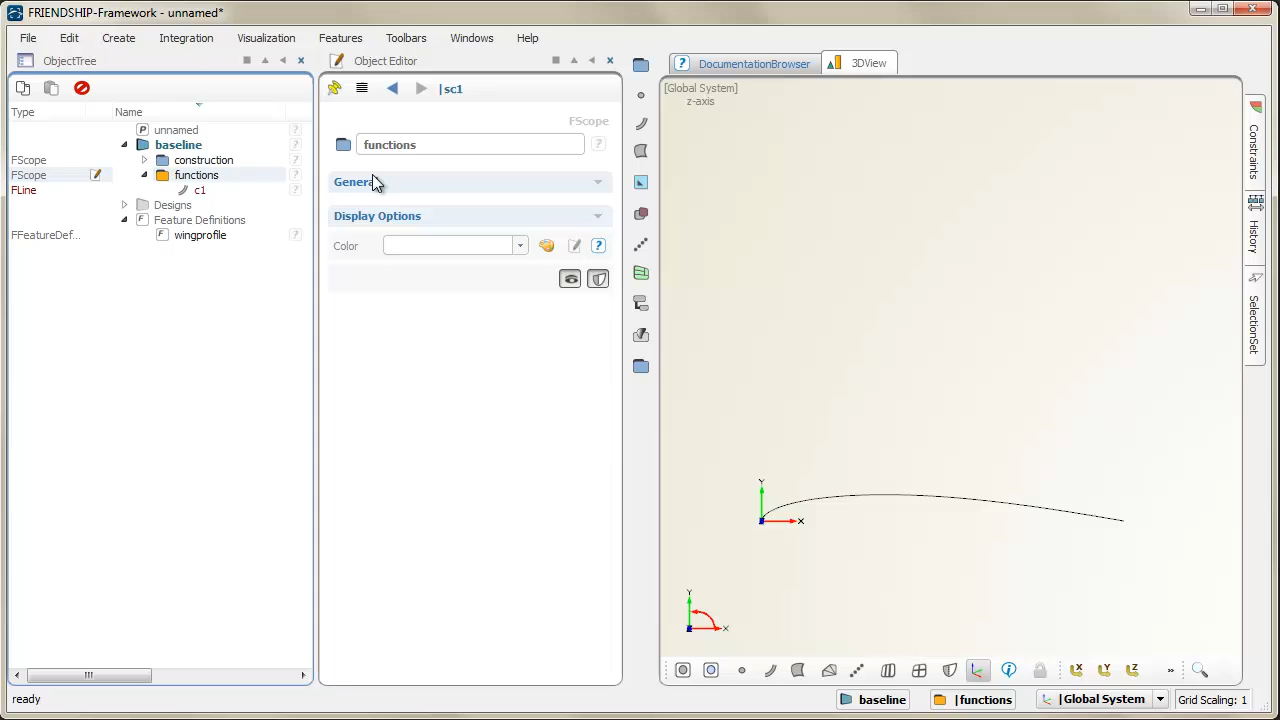 FRIENDSHIP-Framework - unnamed*
File Edit Create Integration Visualization Features Toolbars Connect Windows Help
ObjectTree
Object Editor
DocumentationBrowser
3DView
|sc1
[Global System]
z-axis
Type Name
unnamed
baseline
FScope construction
FScope functions
FLine c1
Designs
Feature Definitions
FFeatureDef... wingprofile
FScope
functions
General
Display Options
Color
Constraints
History
SelectionSet
Y
X
Y
X
X Y Z
»
ready
baseline
|functions
|Global System
Grid Scaling: 1